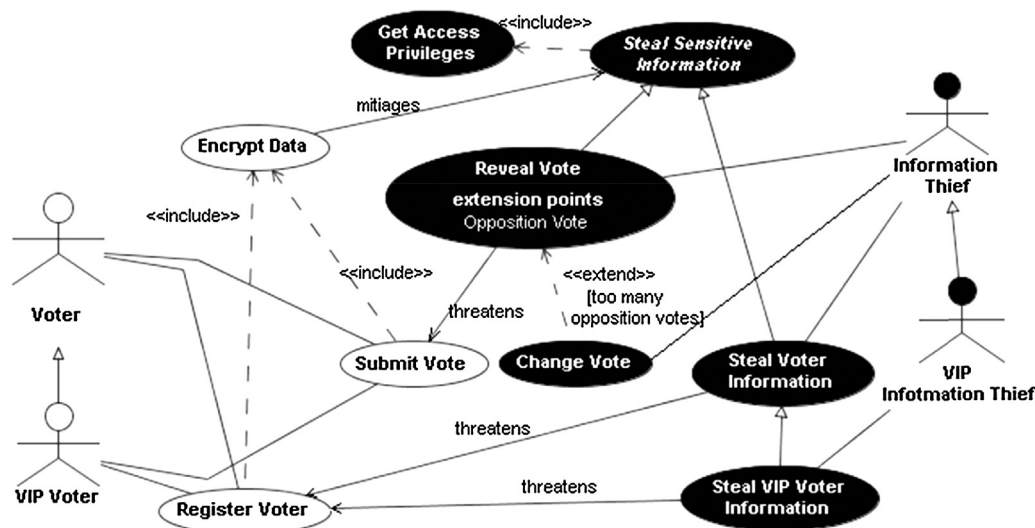 Get Access
Privileges
<<include>>
Steal Sensitive
Information
mitiages
Encrypt Data
Reveal Vote
extension points
Opposition Vote
Information
Thief
<<include>>
<<include>>
<<extend>>
[too many
opposition votes]
Voter
threatens
Submit Vote
Change Vote
Steal Voter
Information
VIP
Infotmation Thief
threatens
VIP Voter
Register Voter
threatens
Steal VIP Voter
Information